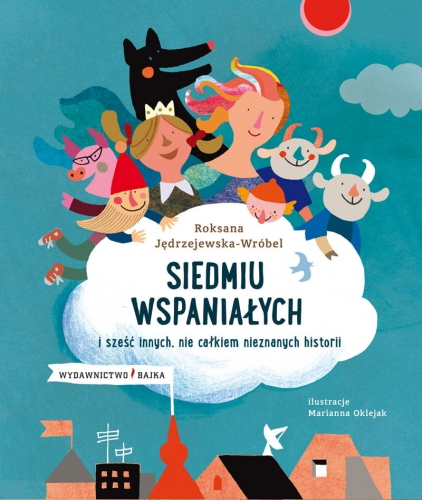 Roksana
Jędrzejewska-Wróbel
SIEDMIU
WSPANIAŁYCH
i sześć innych, nie całkiem nieznanych historii
WYDAWNICTWO BAJKA
ilustracje
Marianna Oklejak